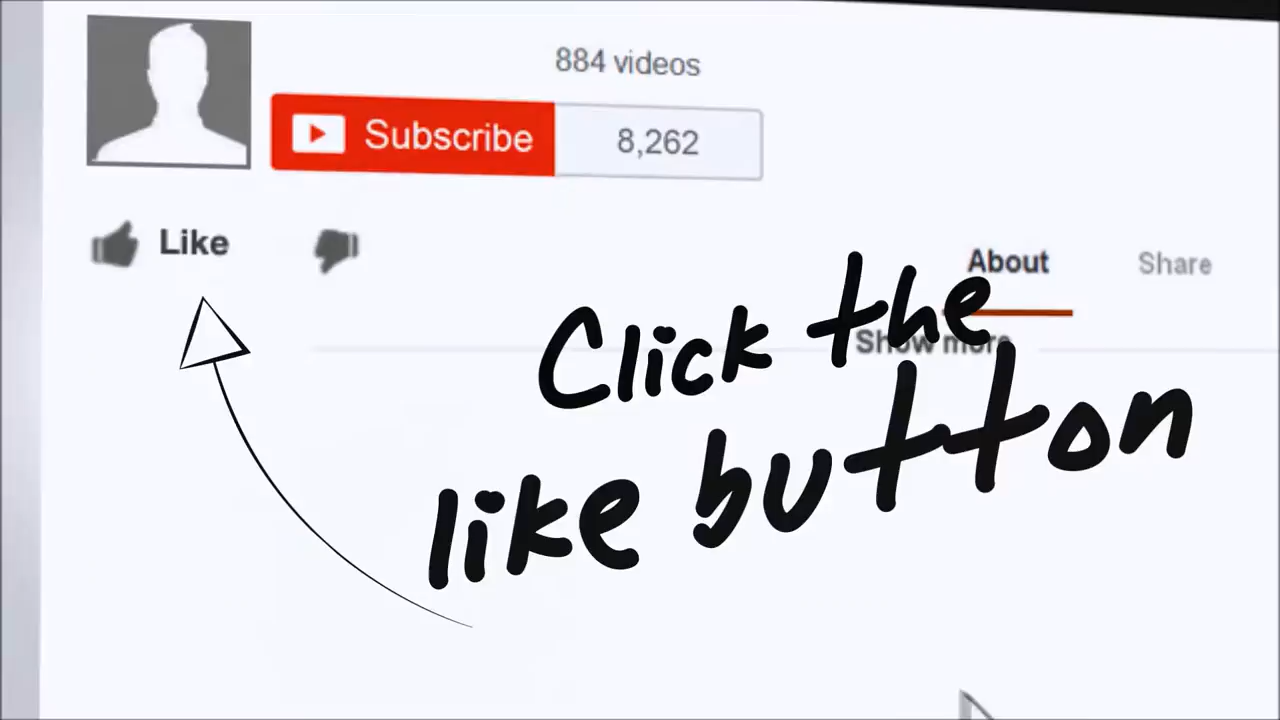 884 videos
Subscribe 8,262
Like
About Share
Show more
Click the
like button